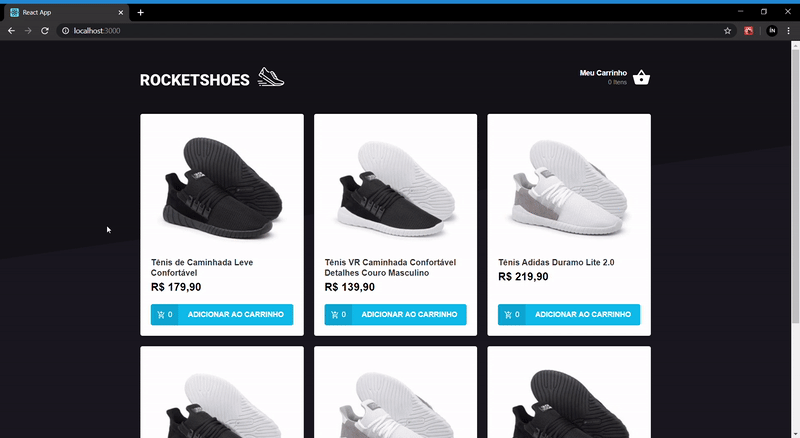 React App
localhost:3000
IN
ROCKETSHOES
Meu Carrinho
0 Itens
Tênis de Caminhada Leve
Confortável
R$ 179,90
0 ADICIONAR AO CARRINHO
Tênis VR Caminhada Confortável
Detalhes Couro Masculino
R$ 139,90
0 ADICIONAR AO CARRINHO
Tênis Adidas Duramo Lite 2.0
R$ 219,90
0 ADICIONAR AO CARRINHO